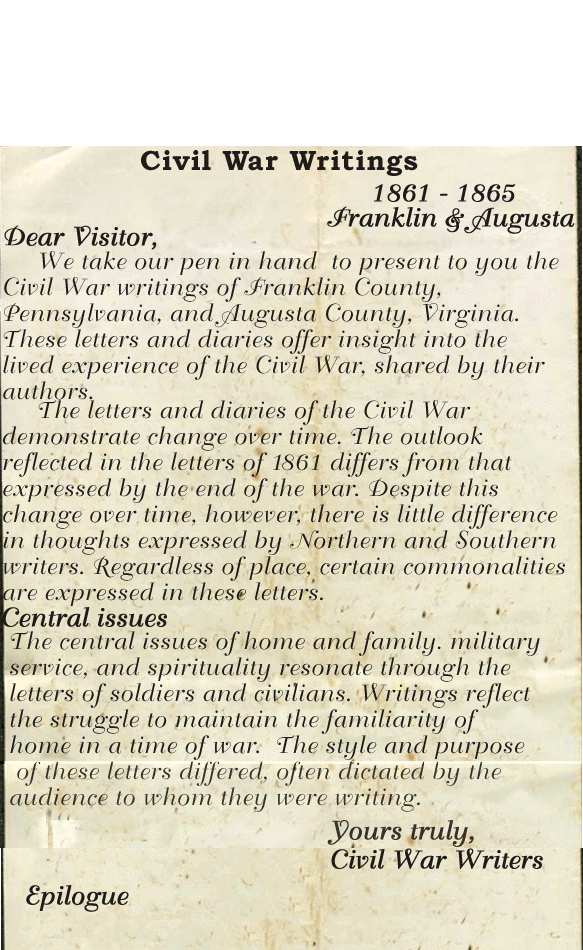 Civil War Writings
1861 - 1865
Franklin & Augusta
Dear Visitor,
We take our pen in hand to present to you the
Civil War writings of Franklin County,
Pennsylvania, and Augusta County, Virginia.
These letters and diaries offer insight into the
lived experience of the Civil War, shared by their
authors.
The letters and diaries of the Civil War
demonstrate change over time. The outlook
reflected in the letters of 1861 differs from that
expressed by the end of the war. Despite this
change over time, however, there is little difference
in thoughts expressed by Northern and Southern
writers. Regardless of place, certain commonalities
are expressed in these letters.
Central issues
The central issues of home and family. military
service, and spirituality resonate through the
letters of soldiers and civilians. Writings reflect
the struggle to maintain the familiarity of
home in a time of war. The style and purpose
of these letters differed, often dictated by the
audience to whom they were writing.
Yours truly,
Civil War Writers
Epilogue